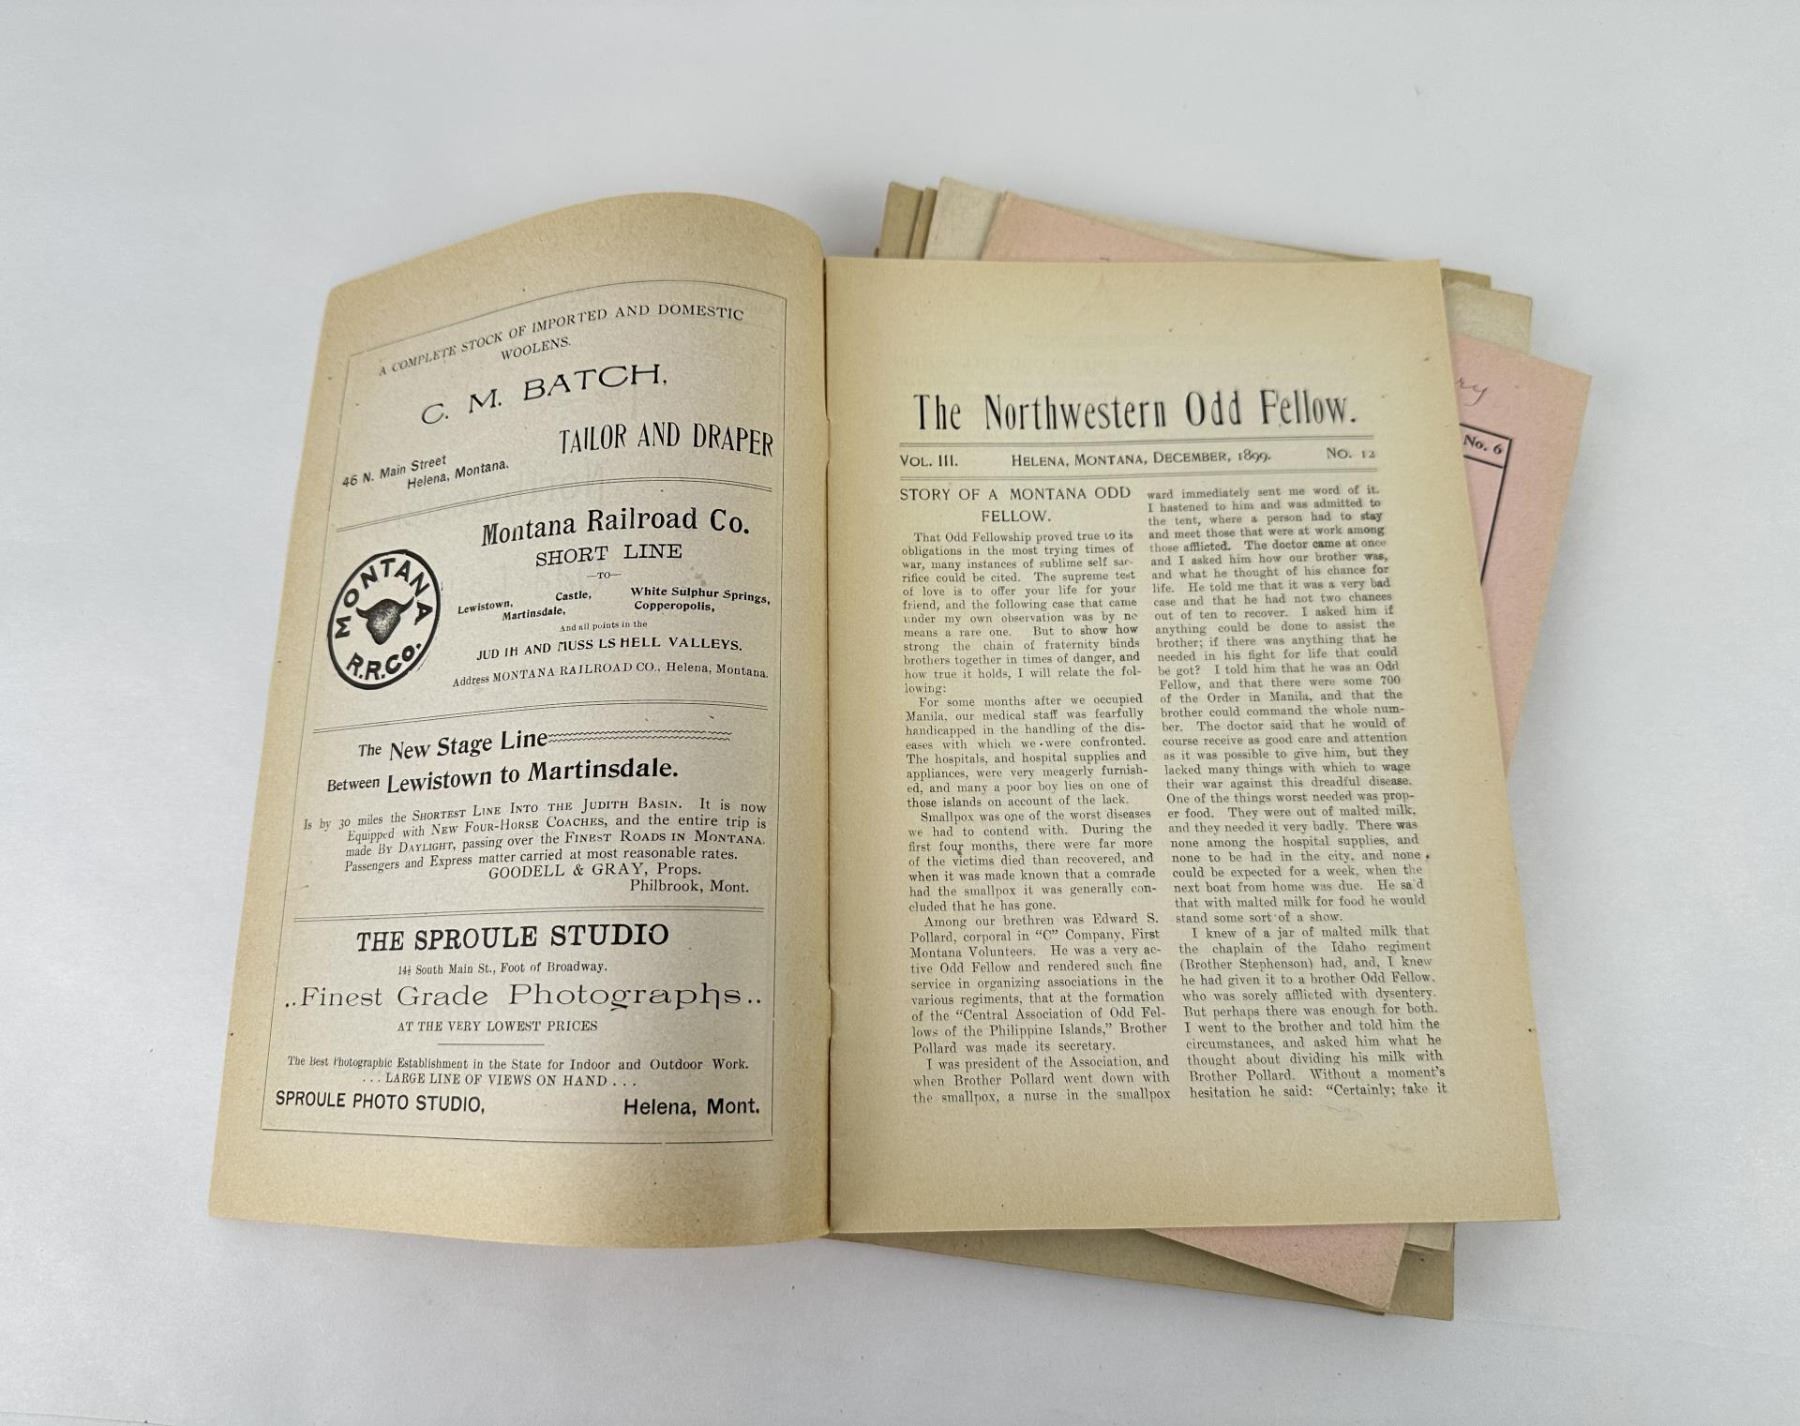 A COMPLETE STOCK OF IMPORTED AND DOMESTIC
WOOLENS.
C. M. BATCH,
TAILOR AND DRAPER
46 N. Main Street
Helena, Montana.
MONTANA
R.R.CO.
Montana Railroad Co.
SHORT LINE
—TO—
Lewistown, Castle, White Sulphur Springs,
Martinsdale, Copperopolis,
And all points in the
JUDITH AND MUSSLSHELL VALLEYS.
Address MONTANA RAILROAD CO., Helena, Montana.
The New Stage Line
Between Lewistown to Martinsdale.
Is by 30 miles the SHORTEST LINE INTO THE JUDITH BASIN. It is now
Equipped with NEW FOUR-HORSE COACHES, and the entire trip is
made BY DAYLIGHT, passing over the FINEST ROADS IN MONTANA.
Passengers and Express matter carried at most reasonable rates.
GOODELL & GRAY, Props.
Philbrook, Mont.
THE SPROULE STUDIO
14½ South Main St., Foot of Broadway.
..Finest Grade Photographs..
AT THE VERY LOWEST PRICES
The Best Photographic Establishment in the State for Indoor and Outdoor Work.
...LARGE LINE OF VIEWS ON HAND...
SPROULE PHOTO STUDIO, Helena, Mont.
The Northwestern Odd Fellow.
VOL. III. HELENA, MONTANA, DECEMBER, 1899. NO. 12
STORY OF A MONTANA ODD
FELLOW.
That Odd Fellowship proved true to its
obligations in the most trying times of
war, many instances of sublime self sac-
rifice could be cited. The supreme test
of love is to offer your life for your
friend, and the following case that came
under my own observation was by no
means a rare one. But to show how
strong the chain of fraternity binds
brothers together in times of danger, and
how true it holds, I will relate the fol-
lowing:
For some months after we occupied
Manila, our medical staff was fearfully
handicapped in the handling of the dis-
eases with which we were confronted.
The hospitals, and hospital supplies and
appliances, were very meagerly furnish-
ed, and many a poor boy lies on one of
those islands on account of the lack.
Smallpox was one of the worst diseases
we had to contend with. During the
first four months, there were far more
of the victims died than recovered, and
when it was made known that a comrade
had the smallpox it was generally con-
cluded that he has gone.
Among our brethren was Edward S.
Pollard, corporal in "C" Company, First
Montana Volunteers. He was a very ac-
tive Odd Fellow and rendered such fine
service in organizing associations in the
various regiments, that at the formation
of the "Central Association of Odd Fel-
lows of the Philippine Islands," Brother
Pollard was made its secretary.
I was president of the Association, and
when Brother Pollard went down with
the smallpox, a nurse in the smallpox
ward immediately sent me word of it.
I hastened to him and was admitted to
the tent, where a person had to stay
and meet those that were at work among
those afflicted. The doctor came at once
and I asked him how our brother was,
and what he thought of his chance for
life. He told me that it was a very bad
case and that he had not two chances
out of ten to recover. I asked him if
anything could be done to assist the
brother; if there was anything that he
needed in his fight for life that could
be got? I told him that he was an Odd
Fellow, and that there were some 700
of the Order in Manila, and that the
brother could command the whole num-
ber. The doctor said that he would of
course receive as good care and attention
as it was possible to give him, but they
lacked many things with which to wage
their war against this dreadful disease.
One of the things worst needed was prop-
er food. They were out of malted milk,
and they needed it very badly. There was
none among the hospital supplies, and
none to be had in the city, and none
could be expected for a week, when the
next boat from home was due. He sa d
that with malted milk for food he would
stand some sort of a show.
I knew of a jar of malted milk that
the chaplain of the Idaho regiment
(Brother Stephenson) had, and, I knew
he had given it to a brother Odd Fellow,
who was sorely afflicted with dysentery.
But perhaps there was enough for both.
I went to the brother and told him the
circumstances, and asked him what he
thought about dividing his milk with
Brother Pollard. Without a moment's
hesitation he said: "Certainly; take it
No. 6